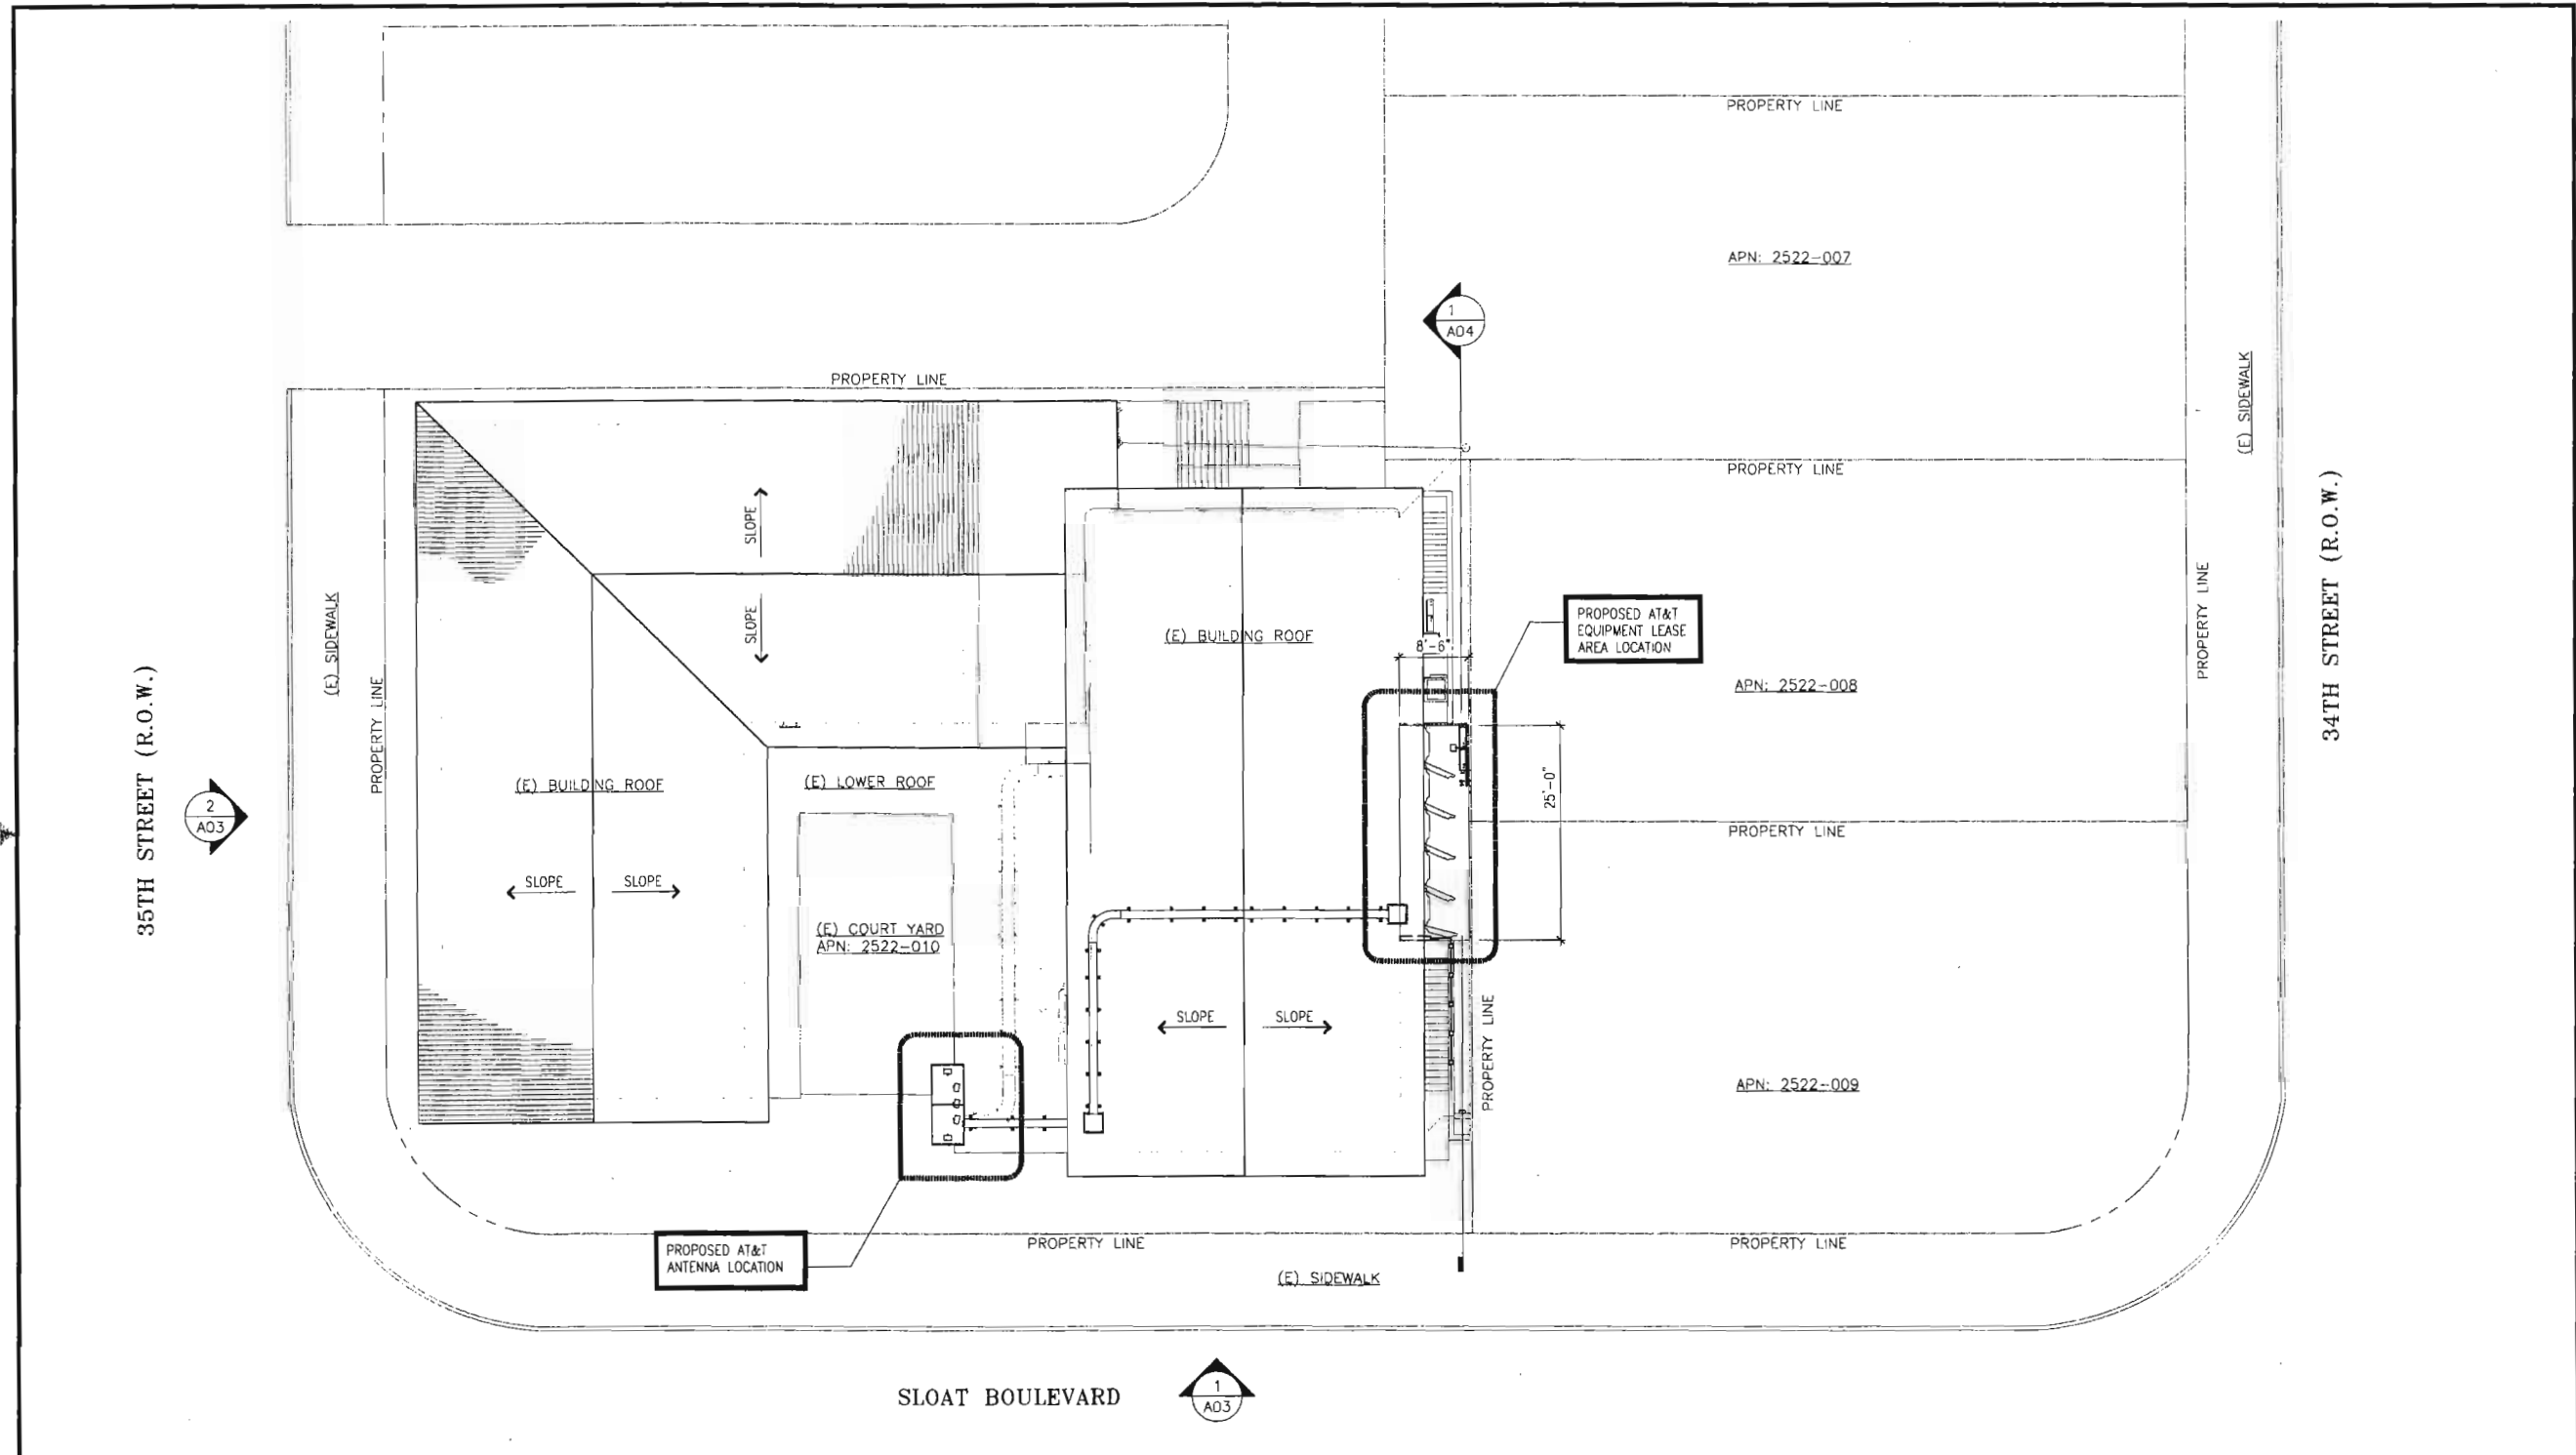 PROPERTY LINE
APN: 2522-007
1
A04
PROPERTY LINE
(E) SIDEWALK
PROPERTY LINE
SLOPE
SLOPE
(E) BUILDING ROOF
8'-6"
PROPOSED AT&T
EQUIPMENT LEASE
AREA LOCATION
APN: 2522-008
PROPERTY LINE
34TH STREET (R.O.W.)
(E) SIDEWALK
PROPERTY LINE
35TH STREET (R.O.W.)
2
A03
(E) BUILDING ROOF
(E) LOWER ROOF
25'-0"
PROPERTY LINE
SLOPE
SLOPE
(E) COURT YARD
APN: 2522-010
SLOPE
SLOPE
PROPERTY LINE
APN: 2522-009
PROPOSED AT&T
ANTENNA LOCATION
PROPERTY LINE
PROPERTY LINE
(E) SIDEWALK
SLOAT BOULEVARD
1
A03